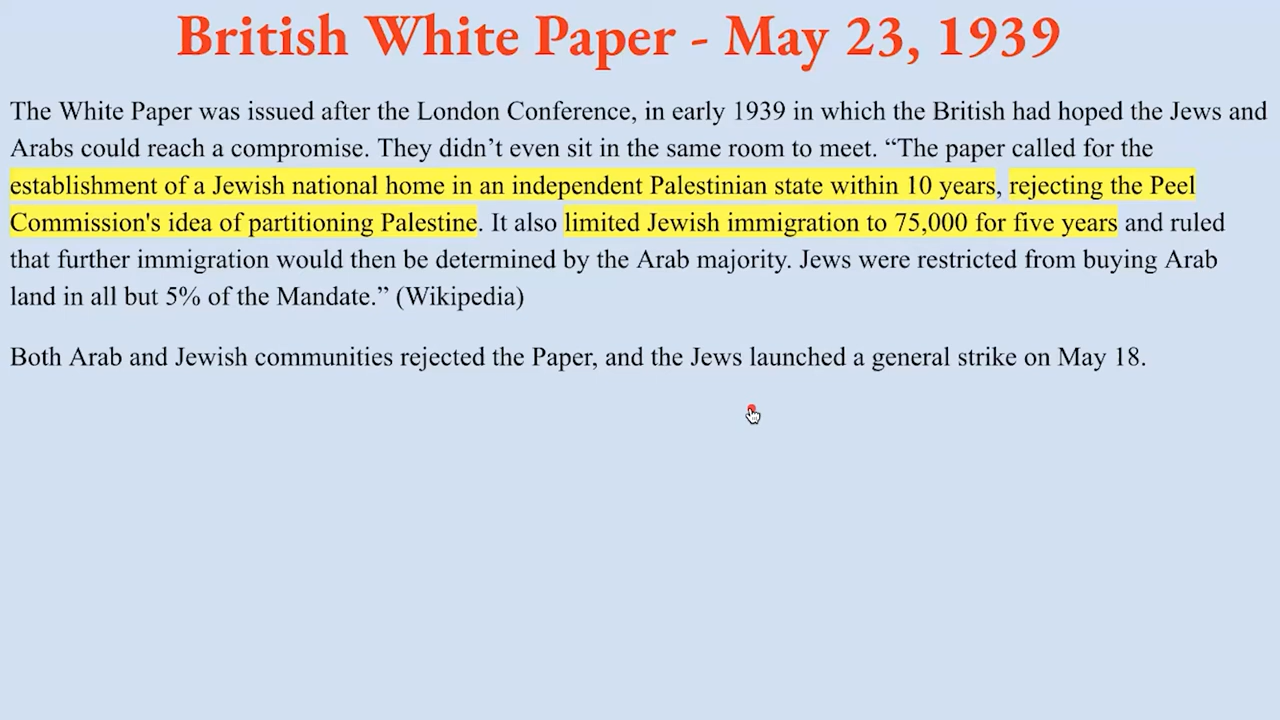 British White Paper - May 23, 1939
The White Paper was issued after the London Conference, in early 1939 in which the British had hoped the Jews and
Arabs could reach a compromise. They didn’t even sit in the same room to meet. “The paper called for the
establishment of a Jewish national home in an independent Palestinian state within 10 years, rejecting the Peel
Commission's idea of partitioning Palestine. It also limited Jewish immigration to 75,000 for five years and ruled
that further immigration would then be determined by the Arab majority. Jews were restricted from buying Arab
land in all but 5% of the Mandate.” (Wikipedia)
Both Arab and Jewish communities rejected the Paper, and the Jews launched a general strike on May 18.